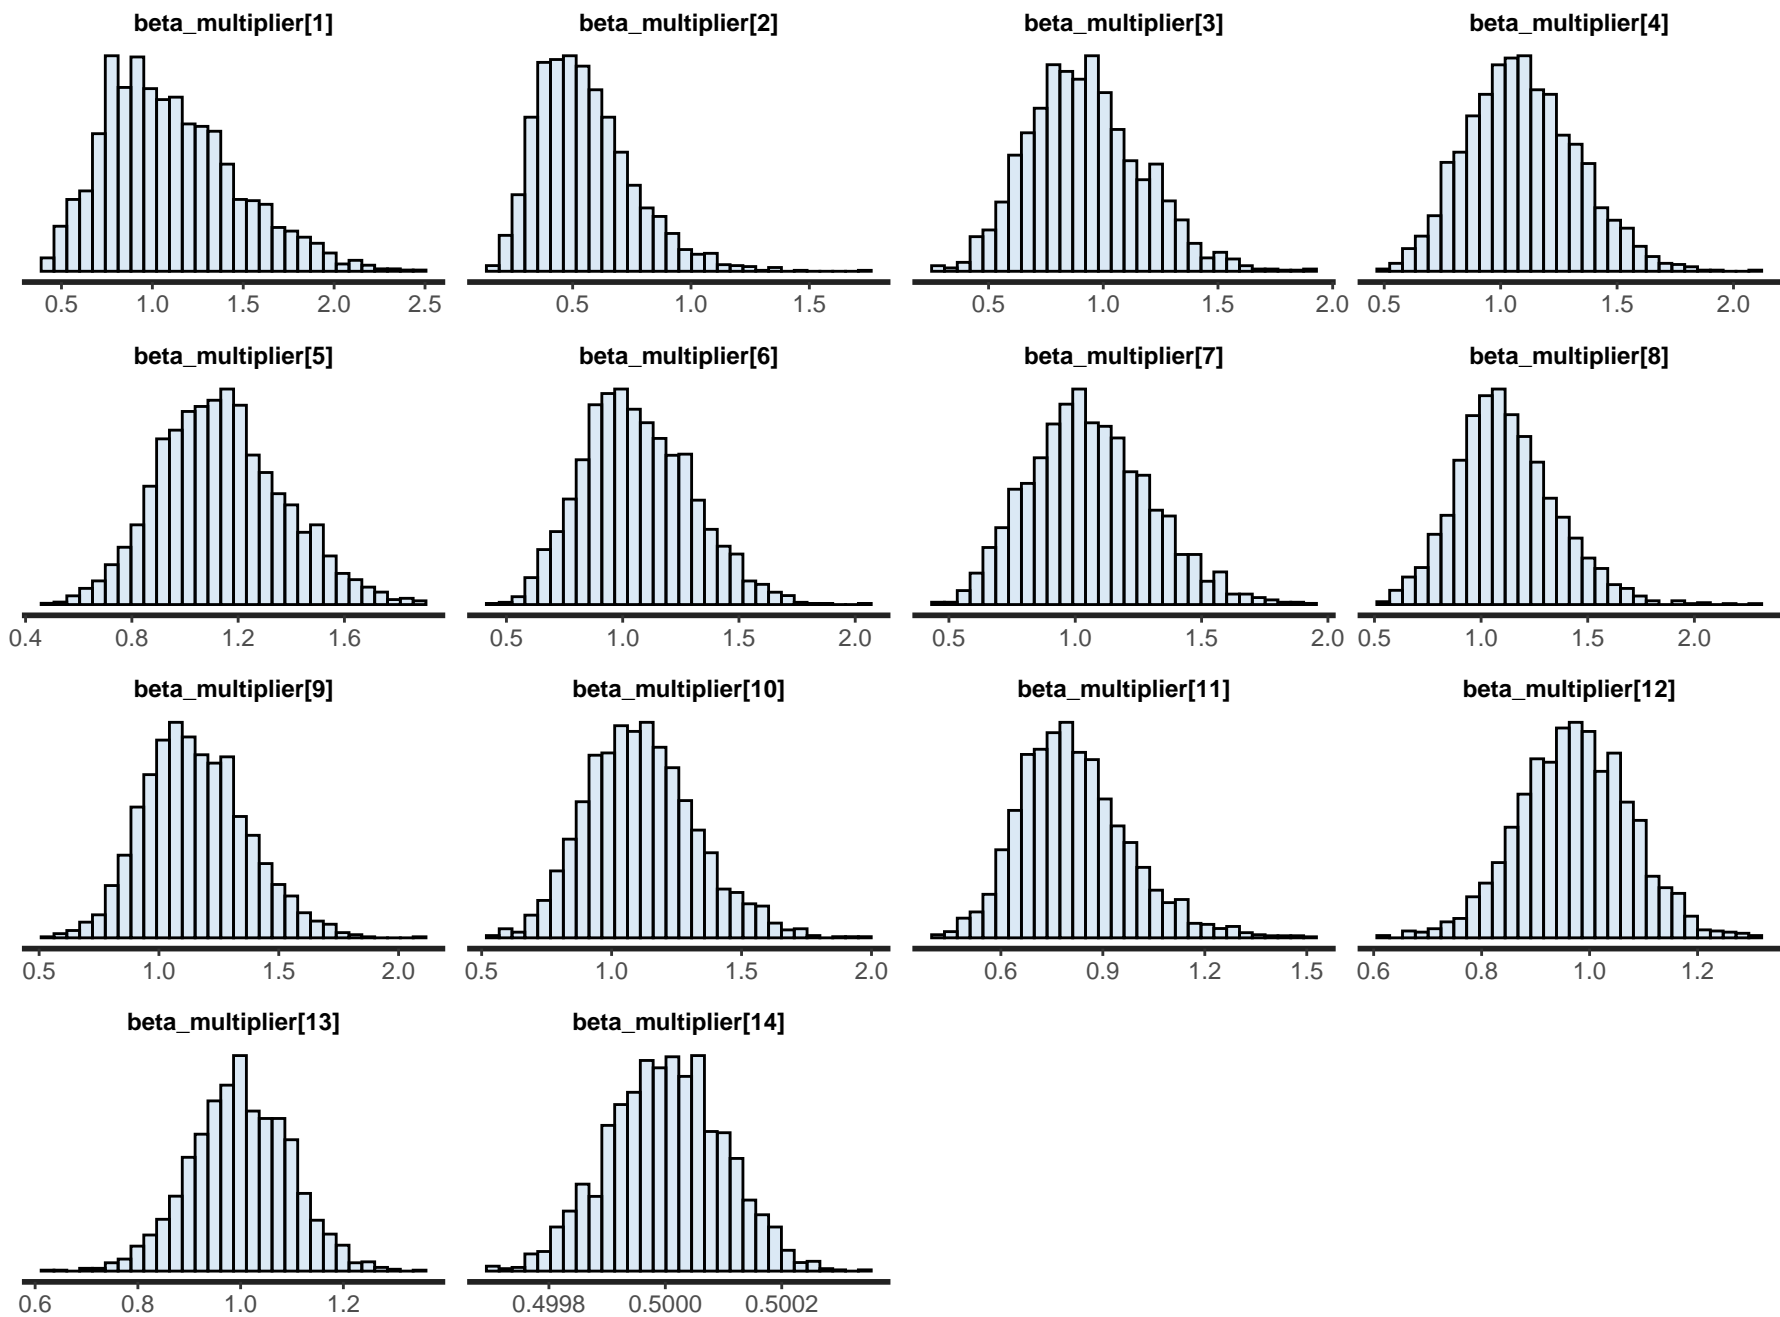 beta_multiplier[1] beta_multiplier[2] beta_multiplier[3] beta_multiplier[4]
0.5 1.0 1.5 2.0 2.5 0.5 1.0 1.5 0.5 1.0 1.5 2.0 0.5 1.0 1.5 2.0
beta_multiplier[5] beta_multiplier[6] beta_multiplier[7] beta_multiplier[8]
0.4 0.8 1.2 1.6 0.5 1.0 1.5 2.0 0.5 1.0 1.5 2.0 0.5 1.0 1.5 2.0
beta_multiplier[9] beta_multiplier[10] beta_multiplier[11] beta_multiplier[12]
0.5 1.0 1.5 2.0 0.5 1.0 1.5 2.0 0.6 0.9 1.2 1.5 0.6 0.8 1.0 1.2
beta_multiplier[13] beta_multiplier[14]
0.6 0.8 1.0 1.2 0.4998 0.5000 0.5002